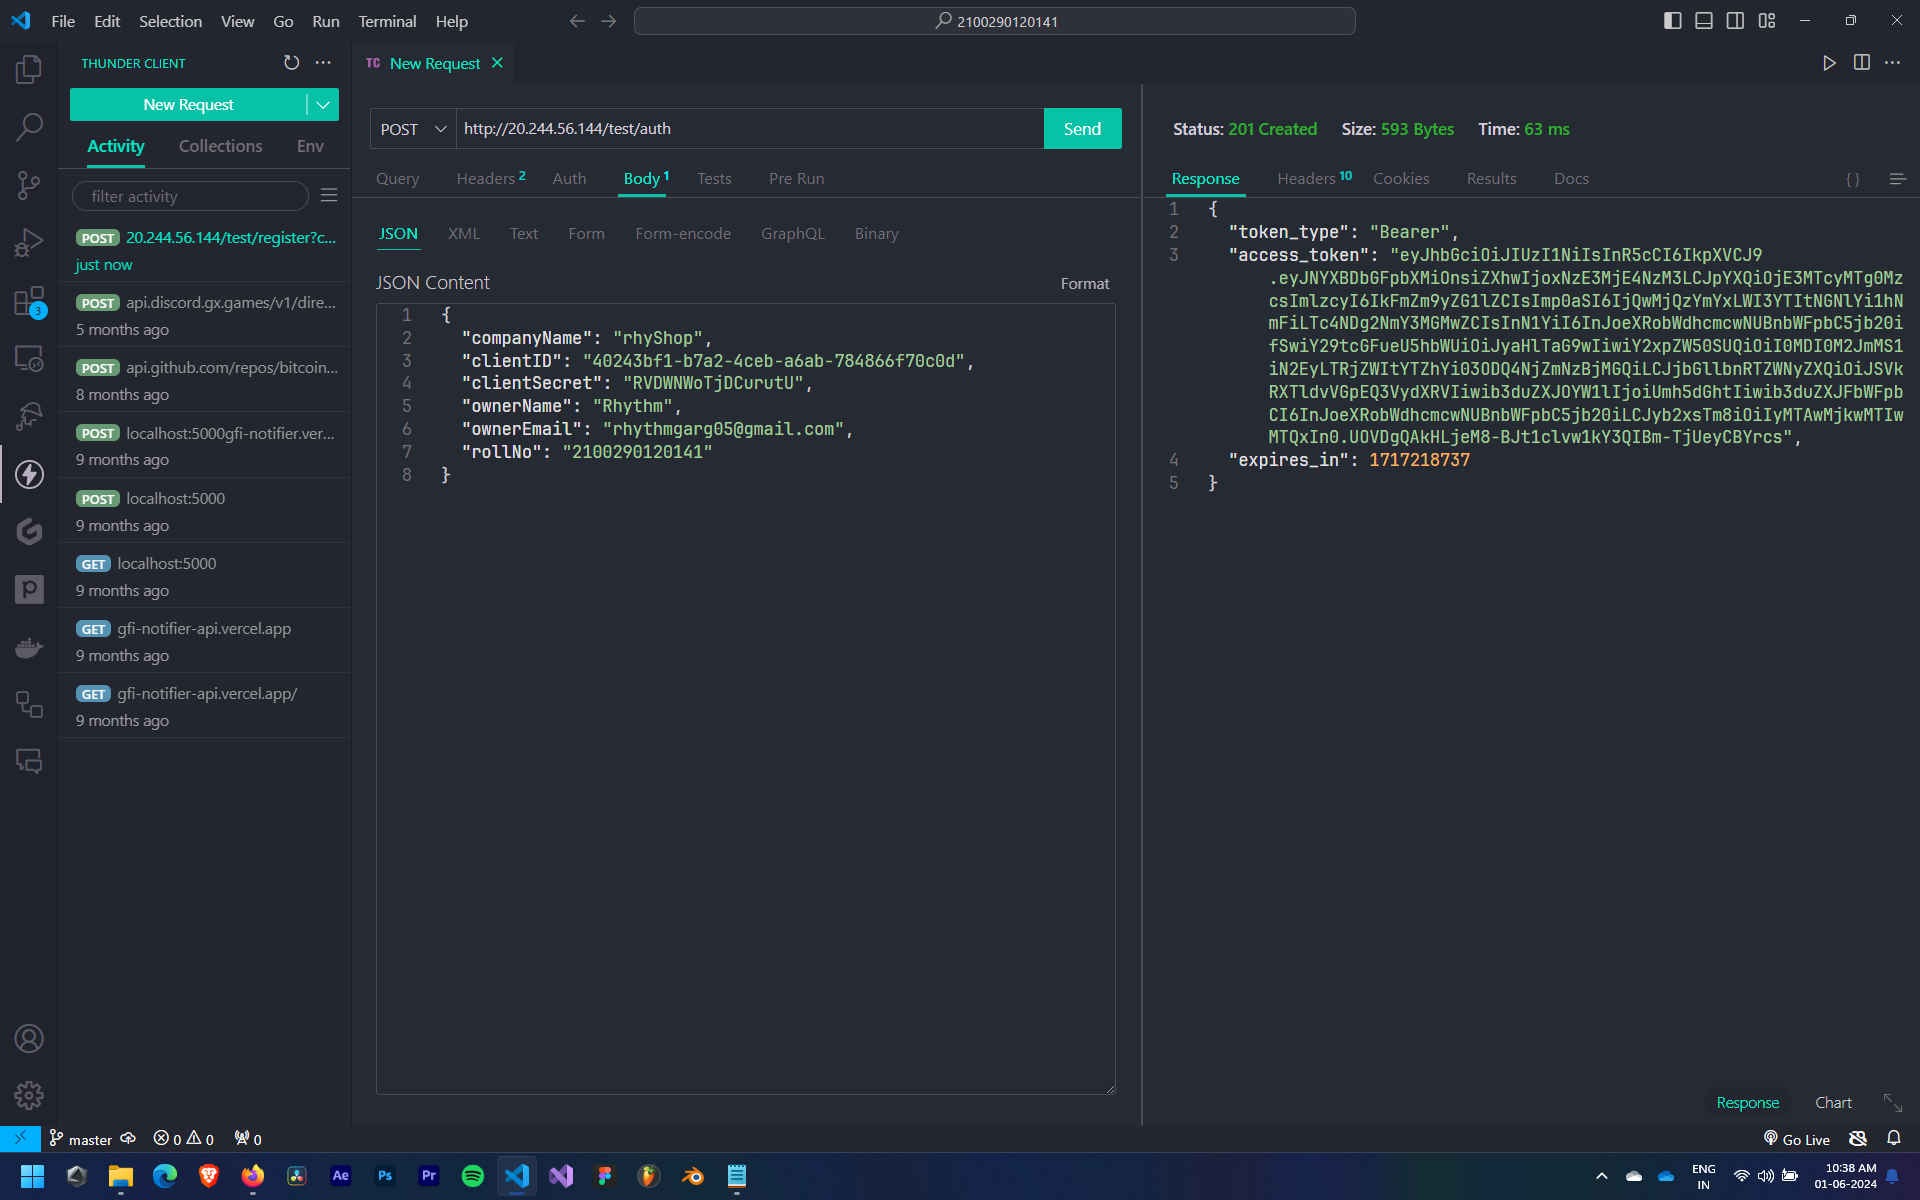 File Edit Selection View Go Run Terminal Help
2100290120141
THUNDER CLIENT
New Request
Activity Collections Env
filter activity
POST 20.244.56.144/test/register?c...
just now
POST api.discord.gx.games/v1/dire...
5 months ago
POST api.github.com/repos/bitcoin...
8 months ago
POST localhost:5000gfi-notifier.ver...
9 months ago
POST localhost:5000
9 months ago
GET localhost:5000
9 months ago
GET gfi-notifier-api.vercel.app
9 months ago
GET gfi-notifier-api.vercel.app/
9 months ago
3
TC New Request
POST http://20.244.56.144/test/auth Send
Query Headers 2 Auth Body 1 Tests Pre Run
JSON XML Text Form Form-encode GraphQL Binary
JSON Content Format
1 {
2 "companyName": "rhyShop",
3 "clientID": "40243bf1-b7a2-4ceb-a6ab-784866f70c0d",
4 "clientSecret": "RVDWNWoTjDCurutU",
5 "ownerName": "Rhythm",
6 "ownerEmail": "rhythmgarg05@gmail.com",
7 "rollNo": "2100290120141"
8 }
Status: 201 Created Size: 593 Bytes Time: 63 ms
Response Headers 10 Cookies Results Docs { }
1 {
2 "token_type": "Bearer",
3 "access_token": "eyJhbGciOiJIUzI1NiIsInR5cCI6IkpXVCJ9
.eyJNYXBDbGFpbXMiOnsiZXhwIjoxNzE3MjE4NzM3LCJpYXQiOjE3MTcyMTg0Mz
csImlzcyI6IkFmZm9yZG1lZCIsImp0aSI6IjQwMjQzYmYxLWI3YTItNGNlYi1hN
mFiLTc4NDg2NmY3MGMwZCIsInN1YiI6InJoeXRobWdhcmcwNUBnbWFpbC5jb20i
fSwiY29tcGFueU5hbWUiOiJyaHlTaG9wIiwiY2xpZW50SUQiOiI0MDI0M2JmMS1
iN2EyLTRjZWItYTZhYi03ODQ4NjZmNzBjMGQiLCJjbGllbnRTZWNyZXQiOiJSVk
RXTldvVGpEQ3VydXRVIiwib3duZXJOYW1lIjoiUmh5dGhtIiwib3duZXJFbWFpb
CI6InJoeXRobWdhcmcwNUBnbWFpbC5jb20iLCJyb2xsTm8iOiIyMTAwMjkwMTIw
MTQxIn0.UOVDgQAkHLjeM8-BJt1clvw1kY3QIBm-TjUeyCBYrcs",
4 "expires_in": 1717218737
5 }
Response Chart
master 0 0 0 Go Live
Ae Ps Pr
ENG
IN
10:38 AM
01-06-2024